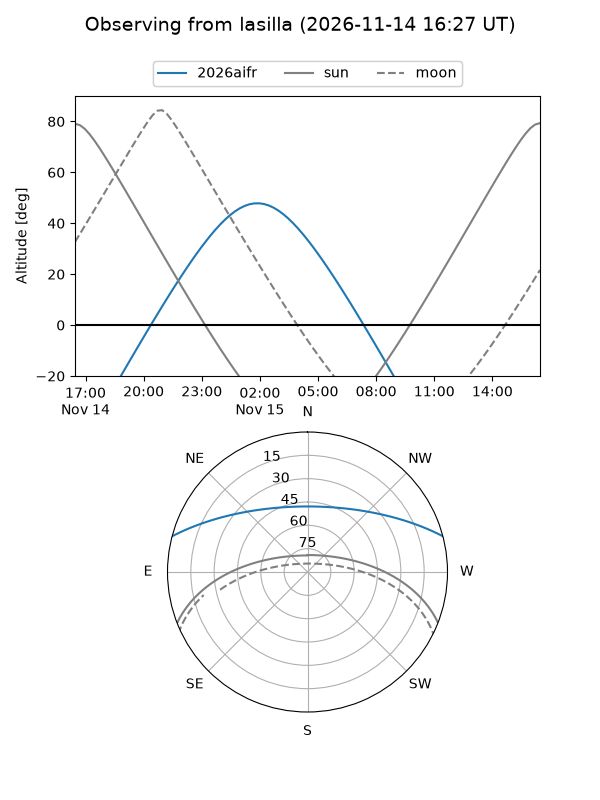 Observing from lasilla (2026-11-14 16:27 UT)
2026aifr sun moon
Altitude [deg]
80
60
40
20
0
−20
17:00 20:00 23:00 02:00 05:00 08:00 11:00 14:00
Nov 14 Nov 15
N
NE NW
15
30
45
60
75
E W
SE SW
S